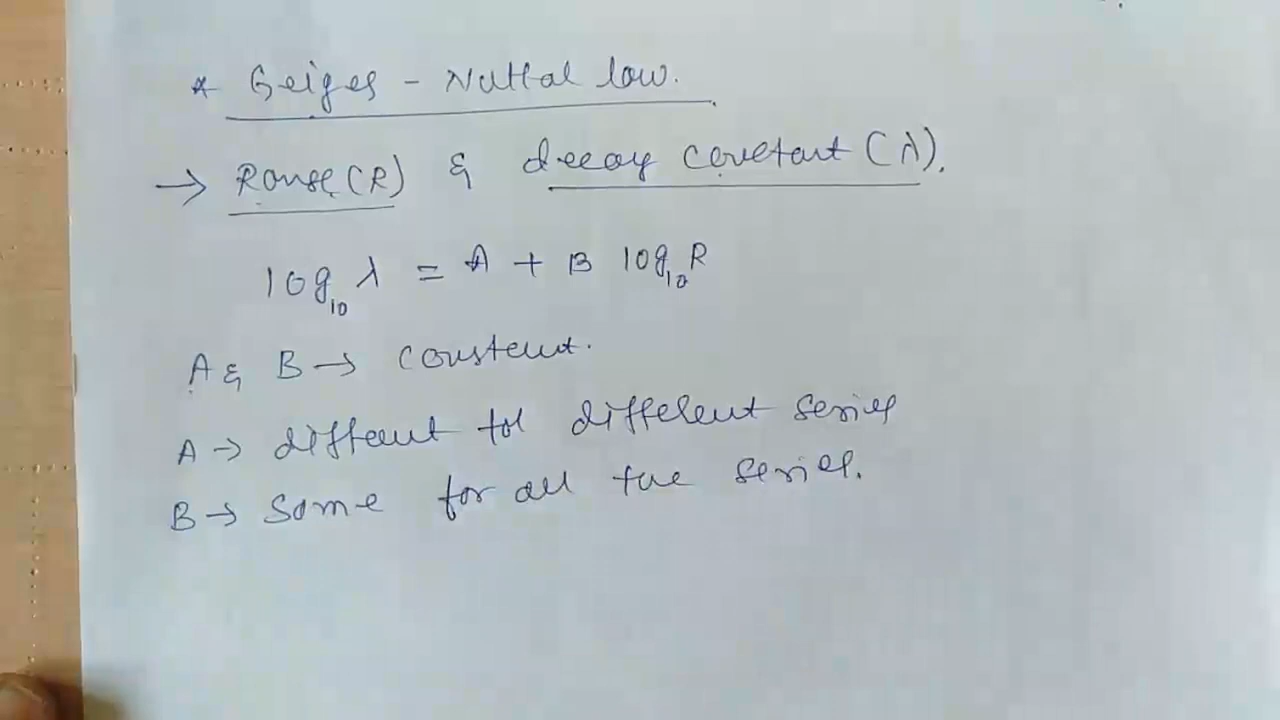 * Geiger - Nuttal law.
→ Range (R) & decay constant (λ).
log₁₀ λ = A + B log₁₀ R
A & B → constant.
A → different for different series
B → Same for all the series.